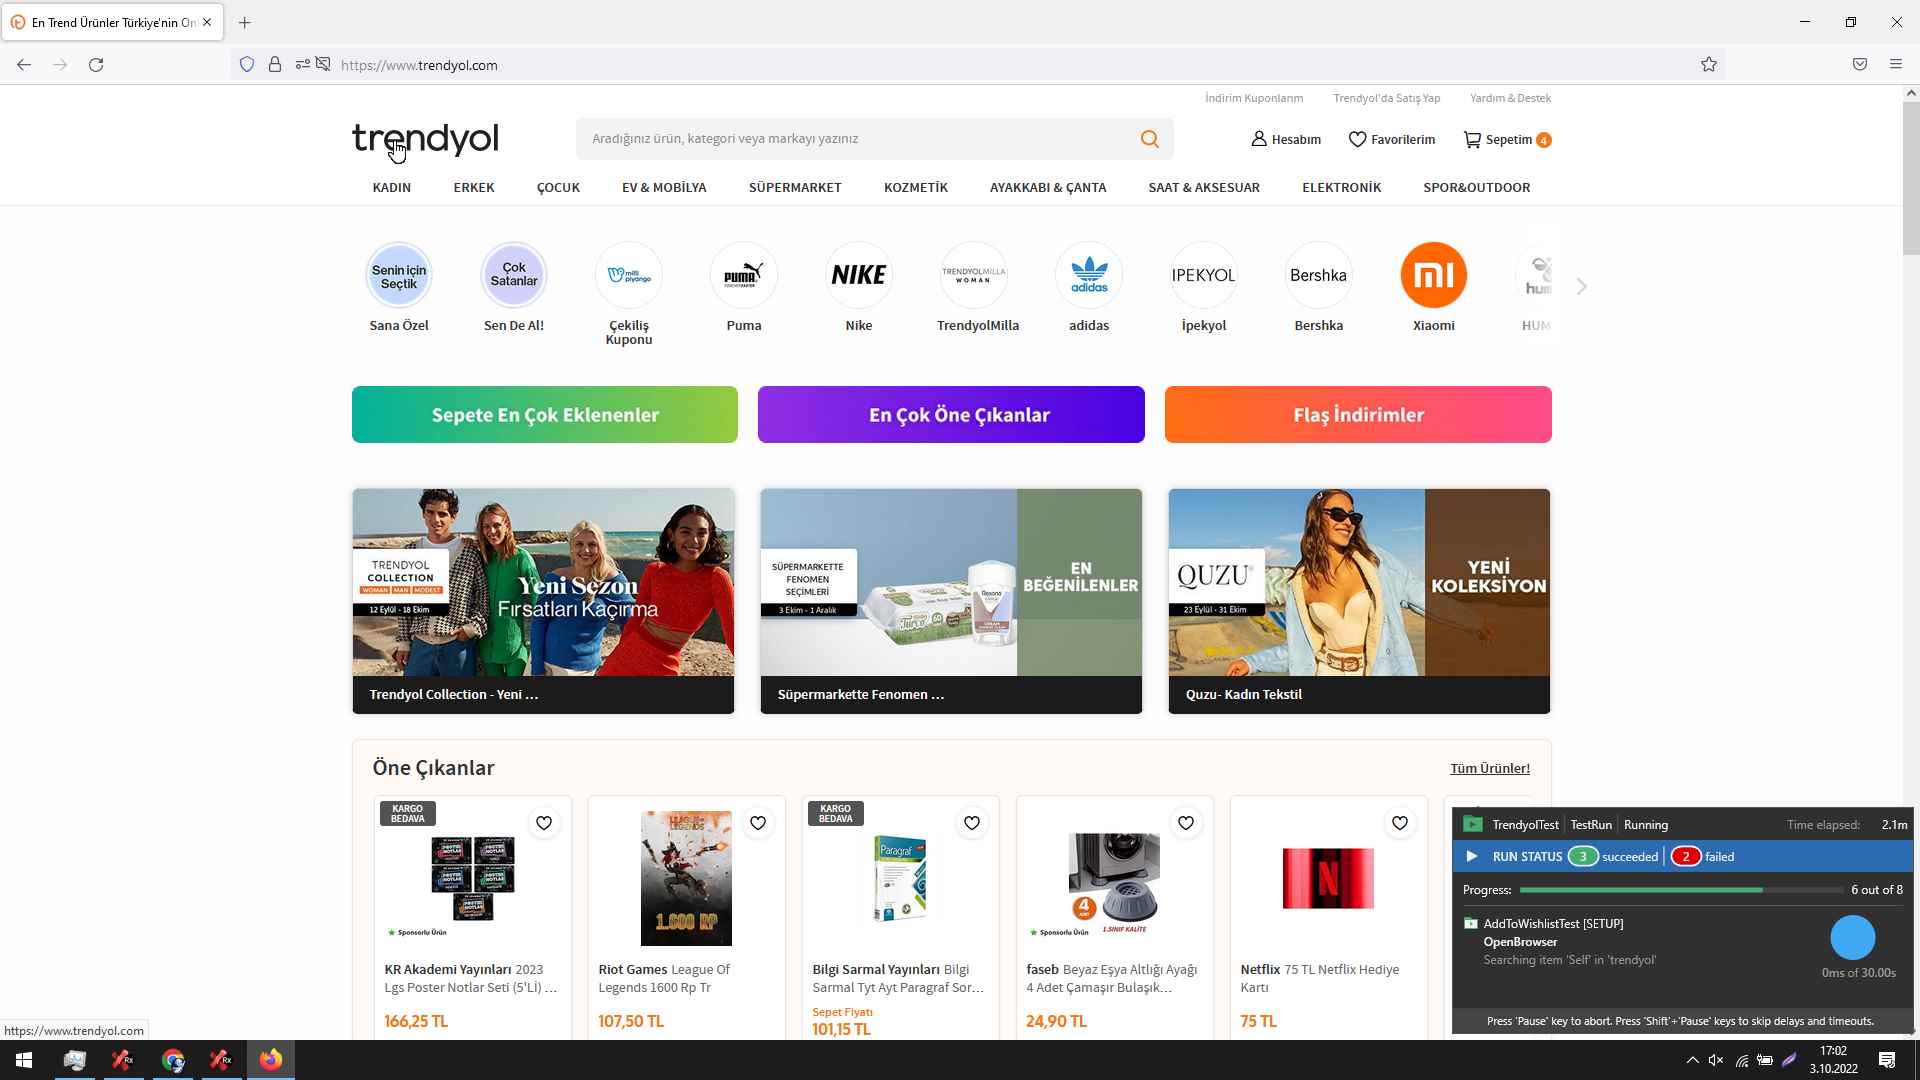 En Trend Ürünler Türkiye'nin On
https://www.trendyol.com
İndirim Kuponlarım
Trendyol'da Satış Yap
Yardım & Destek
trendyol
Aradığınız ürün, kategori veya markayı yazınız
Hesabım
Favorilerim
Sepetim 4
KADIN
ERKEK
ÇOCUK
EV & MOBİLYA
SÜPERMARKET
KOZMETİK
AYAKKABI & ÇANTA
SAAT & AKSESUAR
ELEKTRONİK
SPOR&OUTDOOR
Senin için
Seçtik
Çok
Satanlar
milli
piyango
PUMA
FOREVER FASTER
NIKE
TRENDYOLMILLA
WOMAN
adidas
IPEKYOL
Bershka
mi
hum
Sana Özel
Sen De Al!
Çekiliş
Kuponu
Puma
Nike
TrendyolMilla
adidas
İpekyol
Bershka
Xiaomi
HUM
Sepete En Çok Eklenenler
En Çok Öne Çıkanlar
Flaş İndirimler
TRENDYOL
COLLECTION
WOMAN | MAN | MODEST
12 Eylül - 18 Ekim
Yeni Sezon
Fırsatları Kaçırma
Trendyol Collection - Yeni ...
SÜPERMARKETTE
FENOMEN
SEÇİMLERİ
3 Ekim - 1 Aralık
Rexona
EN
BEĞENİLENLER
Süpermarkette Fenomen ...
QUZU
23 Eylül - 31 Ekim
YENİ
KOLEKSİYON
Quzu- Kadın Tekstil
Öne Çıkanlar
Tüm Ürünler!
KARGO
BEDAVA
POSTER
NOTLAR
Sponsorlu Ürün
KR Akademi Yayınları 2023
Lgs Poster Notlar Seti (5'Lİ) ...
166,25 TL
LEAGUE OF
LEGENDS
1.600 RP
Riot Games League Of
Legends 1600 Rp Tr
107,50 TL
KARGO
BEDAVA
Paragraf
Bilgi Sarmal Yayınları Bilgi
Sarmal Tyt Ayt Paragraf Sor...
Sepet Fiyatı
101,15 TL
4
ADET
1.SINIF KALİTE
Sponsorlu Ürün
faseb Beyaz Eşya Altlığı Ayağı
4 Adet Çamaşır Bulaşık...
24,90 TL
N
Netflix 75 TL Netflix Hediye
Kartı
75 TL
TrendyolTest
TestRun
Running
Time elapsed: 2.1m
RUN STATUS 3 succeeded 2 failed
Progress: 6 out of 8
AddToWishlistTest [SETUP]
OpenBrowser
Searching item 'Self' in 'trendyol'
0ms of 30.00s
Press 'Pause' key to abort. Press 'Shift'+'Pause' keys to skip delays and timeouts.
https://www.trendyol.com
Rx
Rx
17:02
3.10.2022